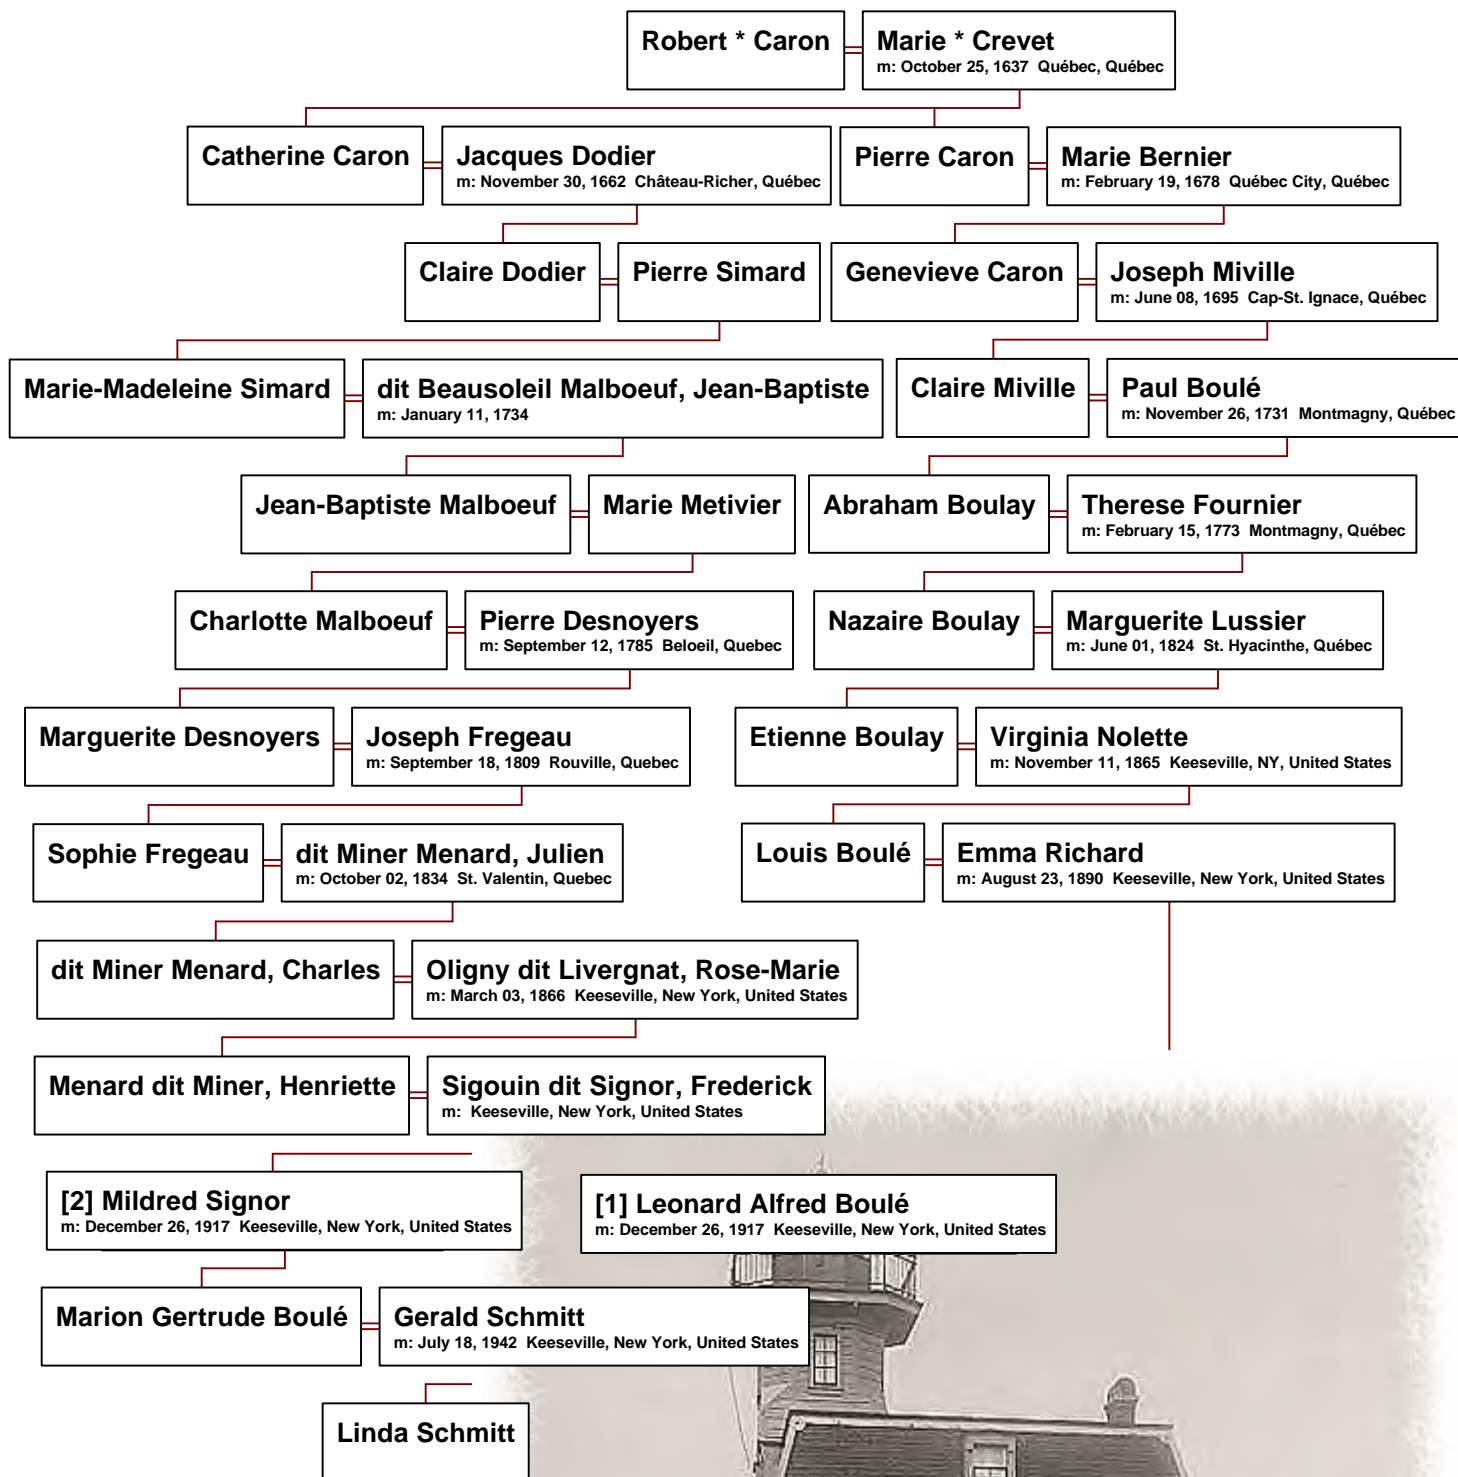 Robert * Caron
Marie * Crevet
m: October 25, 1637 Québec, Québec
Catherine Caron
Jacques Dodier
m: November 30, 1662 Château-Richer, Québec
Pierre Caron
Marie Bernier
m: February 19, 1678 Québec City, Québec
Claire Dodier
Pierre Simard
Genevieve Caron
Joseph Miville
m: June 08, 1695 Cap-St. Ignace, Québec
Marie-Madeleine Simard
dit Beausoleil Malboeuf, Jean-Baptiste
m: January 11, 1734
Claire Miville
Paul Boulé
m: November 26, 1731 Montmagny, Québec
Jean-Baptiste Malboeuf
Marie Metivier
Abraham Boulay
Therese Fournier
m: February 15, 1773 Montmagny, Québec
Charlotte Malboeuf
Pierre Desnoyers
m: September 12, 1785 Beloeil, Quebec
Nazaire Boulay
Marguerite Lussier
m: June 01, 1824 St. Hyacinthe, Québec
Marguerite Desnoyers
Joseph Fregeau
m: September 18, 1809 Rouville, Quebec
Etienne Boulay
Virginia Nolette
m: November 11, 1865 Keeseville, NY, United States
Sophie Fregeau
dit Miner Menard, Julien
m: October 02, 1834 St. Valentin, Quebec
Louis Boulé
Emma Richard
m: August 23, 1890 Keeseville, New York, United States
dit Miner Menard, Charles
Oligny dit Livergnat, Rose-Marie
m: March 03, 1866 Keeseville, New York, United States
Menard dit Miner, Henriette
Sigouin dit Signor, Frederick
m: Keeseville, New York, United States
[2] Mildred Signor
m: December 26, 1917 Keeseville, New York, United States
[1] Leonard Alfred Boulé
m: December 26, 1917 Keeseville, New York, United States
Marion Gertrude Boulé
Gerald Schmitt
m: July 18, 1942 Keeseville, New York, United States
Linda Schmitt